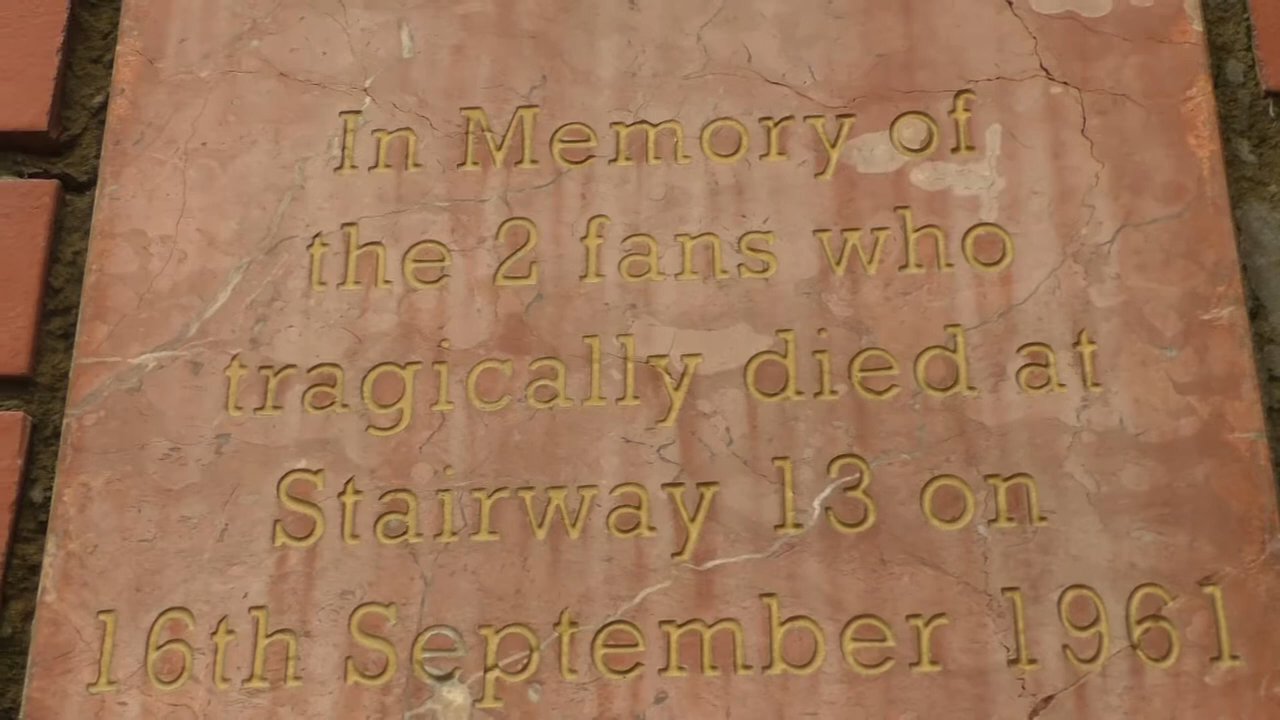 In Memory of
the 2 fans who
tragically died at
Stairway 13 on
16th September 1961